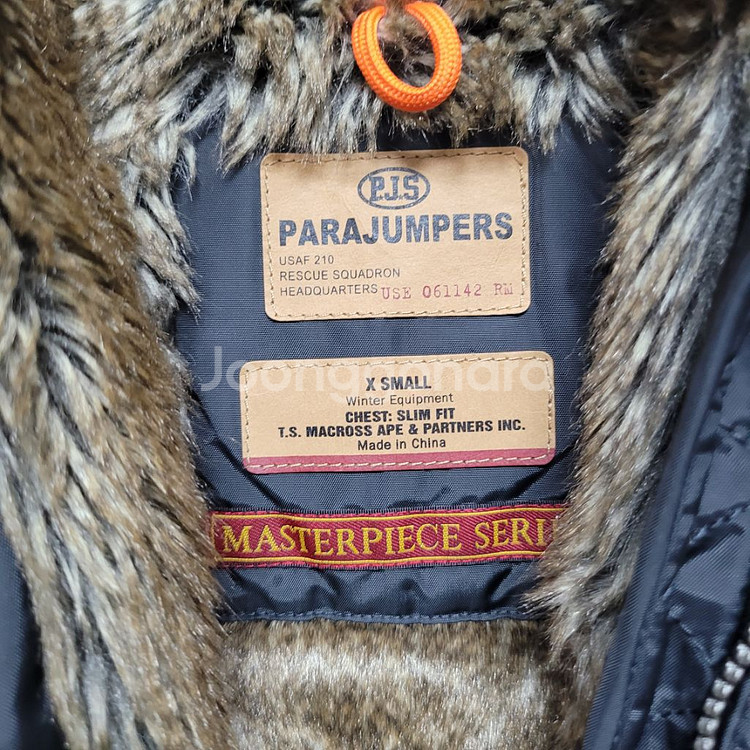 P.J.S
PARAJUMPERS
USAF 210
RESCUE SQUADRON
HEADQUARTERS USE 061142 RM
Joongnonara
X SMALL
Winter Equipment
CHEST: SLIM FIT
T.S. MACROSS APE & PARTNERS INC.
Made in China
MASTERPIECE SERI